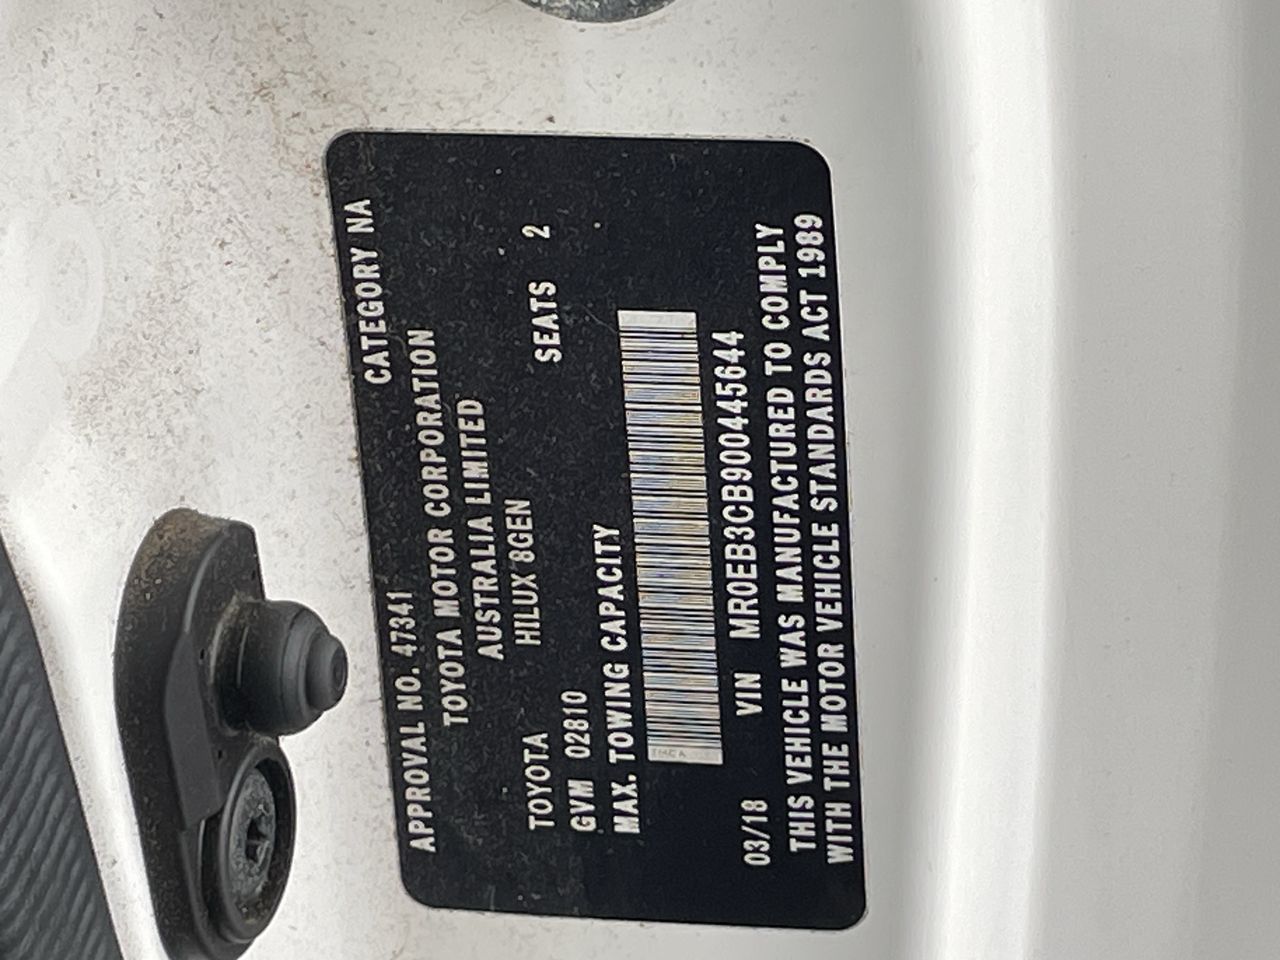 APPROVAL NO. 47341 CATEGORY NA
TOYOTA MOTOR CORPORATION
AUSTRALIA LIMITED
TOYOTA HILUX 8GEN
GVM 02810 SEATS 2
MAX. TOWING CAPACITY
03/18 VIN MR0EB3CB900445644
THIS VEHICLE WAS MANUFACTURED TO COMPLY
WITH THE MOTOR VEHICLE STANDARDS ACT 1989